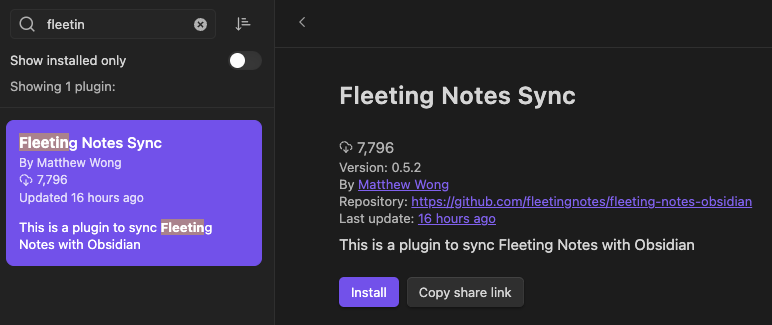 fleetin
Show installed only
Showing 1 plugin:
Fleeting Notes Sync
By Matthew Wong
7,796
Updated 16 hours ago
This is a plugin to sync Fleeting
Notes with Obsidian
Fleeting Notes Sync
7,796
Version: 0.5.2
By Matthew Wong
Repository: https://github.com/fleetingnotes/fleeting-notes-obsidian
Last update: 16 hours ago
This is a plugin to sync Fleeting Notes with Obsidian
Install Copy share link